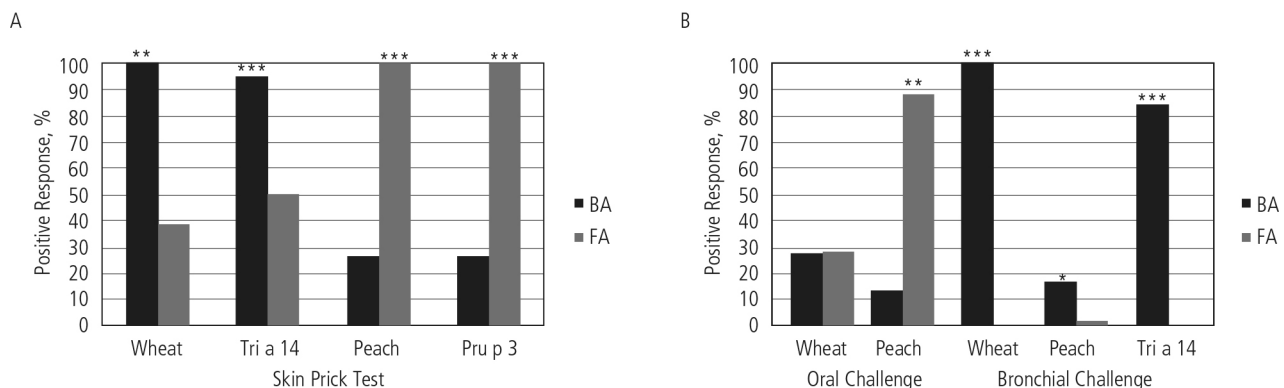 A
Positive Response, %
100
90
80
70
60
50
40
30
20
10
0
**
***
***
***
Wheat
Tri a 14
Peach
Pru p 3
Skin Prick Test
BA
FA
B
Positive Response, %
100
90
80
70
60
50
40
30
20
10
0
**
***
*
***
Wheat
Peach
Wheat
Peach
Tri a 14
Oral Challenge
Bronchial Challenge
BA
FA